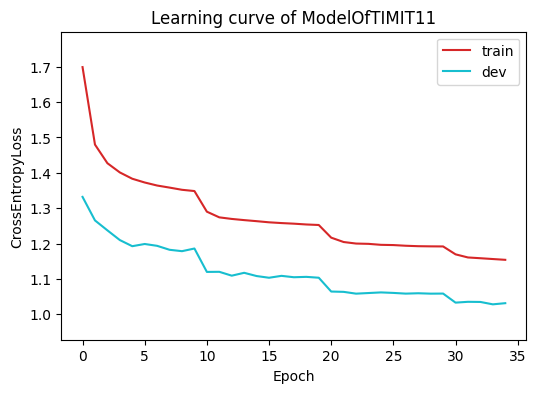 Learning curve of ModelOfTIMIT11
train
dev
CrossEntropyLoss
1.7
1.6
1.5
1.4
1.3
1.2
1.1
1.0
0 5 10 15 20 25 30 35
Epoch